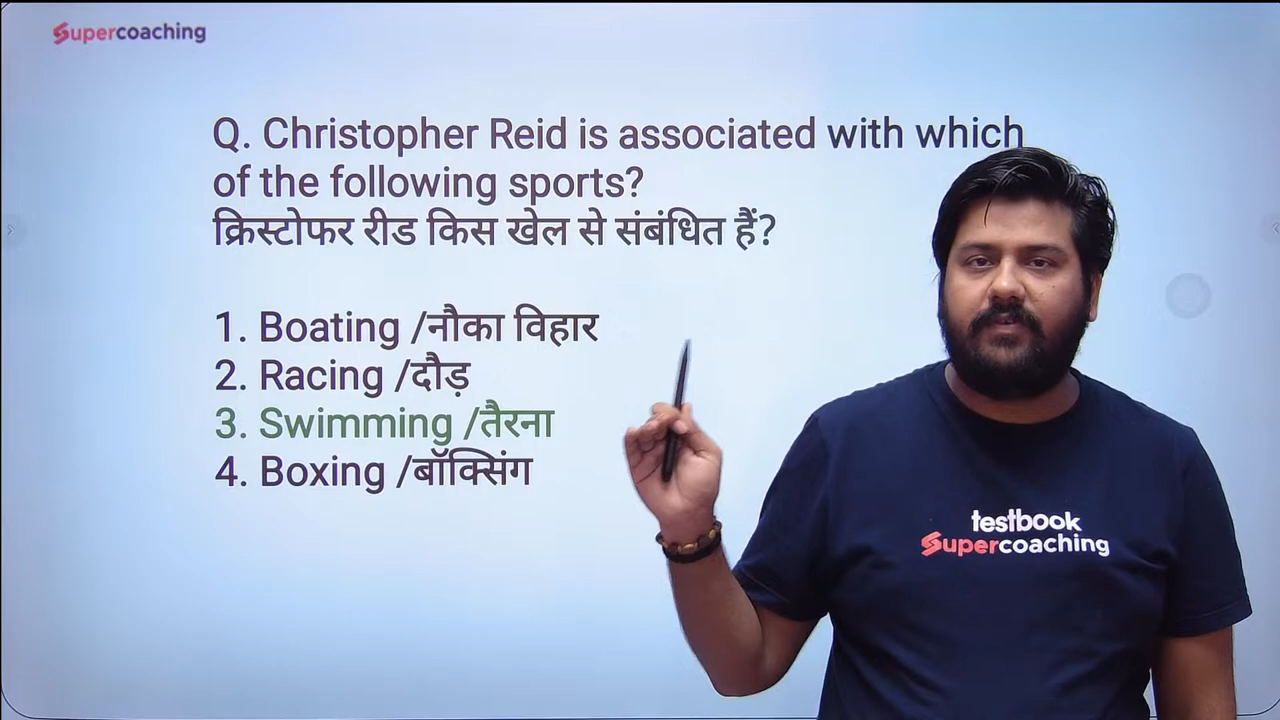 Supercoaching
Q. Christopher Reid is associated with which
of the following sports?
क्रिस्टोफर रीड किस खेल से संबंधित हैं?
1. Boating /नौका विहार
2. Racing /दौड़
3. Swimming /तैरना
4. Boxing /बॉक्सिंग
testbook
Supercoaching